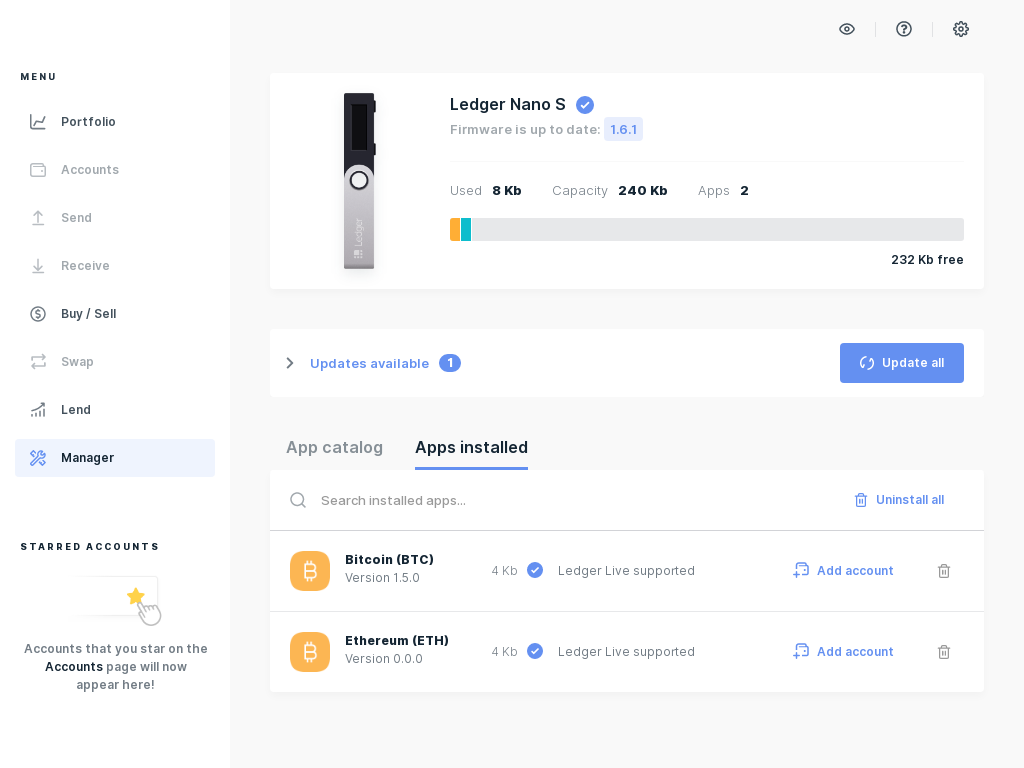 MENU
Portfolio
Accounts
Send
Receive
Buy / Sell
Swap
Lend
Manager
STARRED ACCOUNTS
Accounts that you star on the
Accounts page will now
appear here!
Ledger
Ledger Nano S
Firmware is up to date: 1.6.1
Used 8 Kb Capacity 240 Kb Apps 2
232 Kb free
Updates available 1
Update all
App catalog Apps installed
Search installed apps...
Uninstall all
Bitcoin (BTC)
Version 1.5.0
4 Kb
Ledger Live supported
Add account
Ethereum (ETH)
Version 0.0.0
4 Kb
Ledger Live supported
Add account